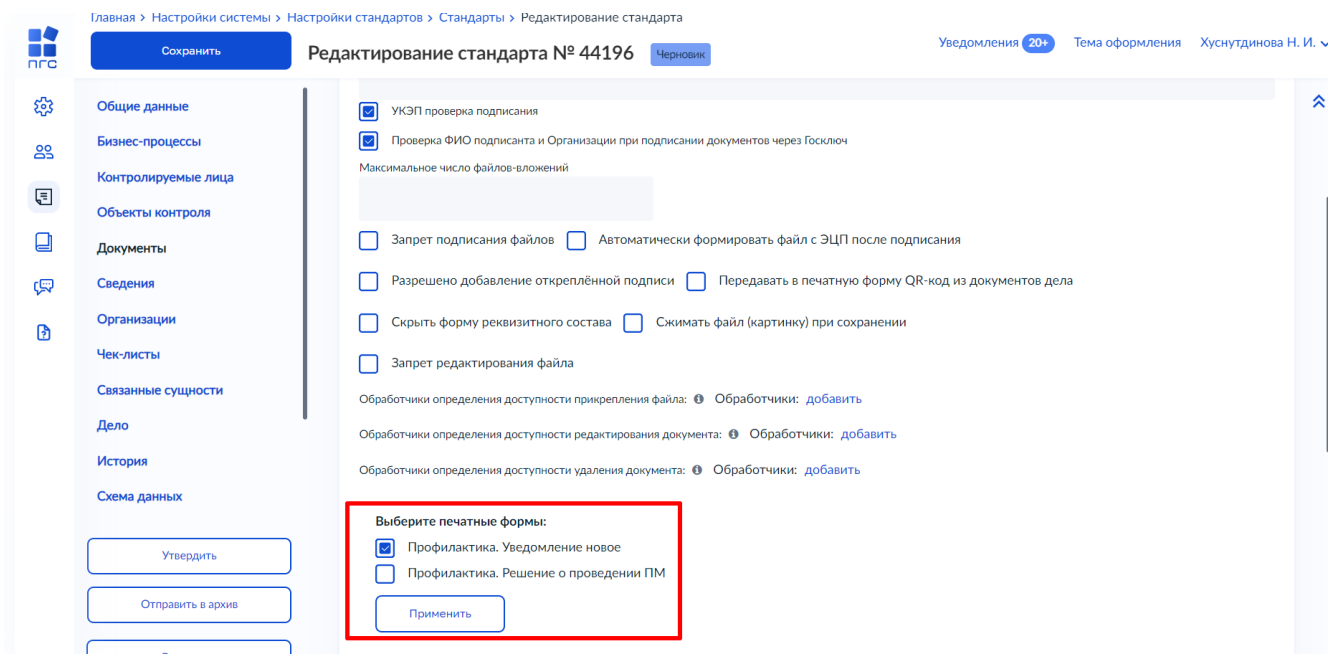 Главная > Настройки системы > Настройки стандартов > Стандарты > Редактирование стандарта
пгс
Сохранить
Редактирование стандарта № 44196
Черновик
Уведомления 20+
Тема оформления
Хуснутдинова Н. И.
Общие данные
Бизнес-процессы
Контролируемые лица
Объекты контроля
Документы
Сведения
Организации
Чек-листы
Связанные сущности
Дело
История
Схема данных
Утвердить
Отправить в архив
УКЭП проверка подписания
Проверка ФИО подписанта и Организации при подписании документов через Госключ
Максимальное число файлов-вложений
Запрет подписания файлов Автоматически формировать файл с ЭЦП после подписания
Разрешено добавление откреплённой подписи Передавать в печатную форму QR-код из документов дела
Скрыть форму реквизитного состава Сжимать файл (картинку) при сохранении
Запрет редактирования файла
Обработчики определения доступности прикрепления файла: Обработчики: добавить
Обработчики определения доступности редактирования документа: Обработчики: добавить
Обработчики определения доступности удаления документа: Обработчики: добавить
Выберите печатные формы:
Профилактика. Уведомление новое
Профилактика. Решение о проведении ПМ
Применить